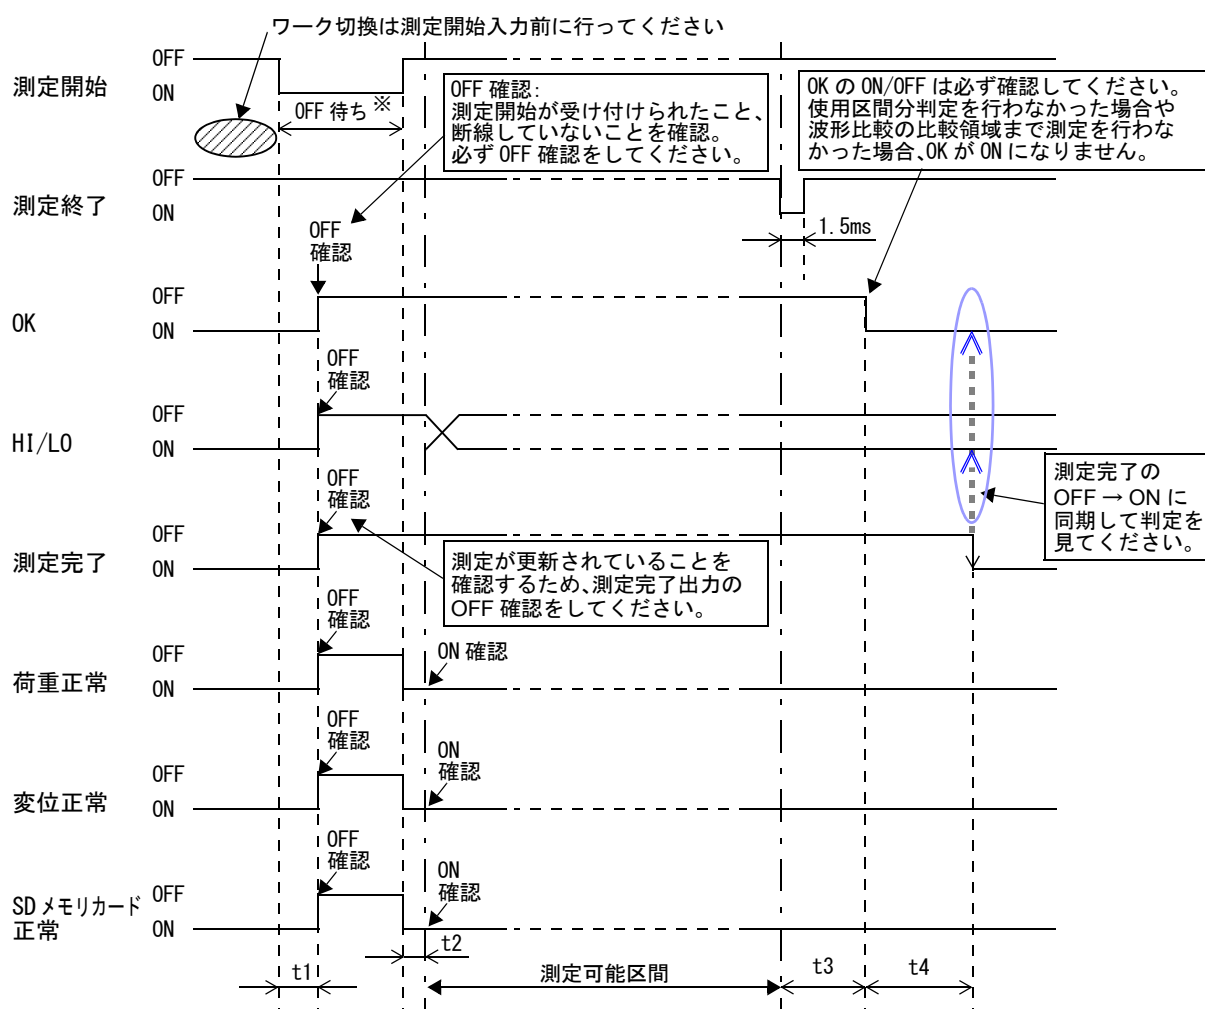 ワーク切換は測定開始入力前に行ってください
測定開始
OFF
ON
OFF 待ち ※
OFF 確認:
測定開始が受け付けられたこと、
断線していないことを確認。
必ず OFF 確認をしてください。
OK の ON/OFF は必ず確認してください。
使用区間分判定を行わなかった場合や
波形比較の比較領域まで測定を行わな
かった場合、OK が ON になりません。
測定終了
OFF
ON
1.5ms
OFF
確認
OK
OFF
ON
OFF
確認
HI/LO
OFF
ON
OFF
確認
測定完了の
OFF → ON に
同期して判定を
見てください。
測定完了
OFF
ON
測定が更新されていることを
確認するため、測定完了出力の
OFF 確認をしてください。
OFF
確認
荷重正常
OFF
ON
ON 確認
OFF
確認
変位正常
OFF
ON
ON
確認
OFF
確認
SD メモリカード
正常
OFF
ON
ON
確認
t1
t2
測定可能区間
t3
t4